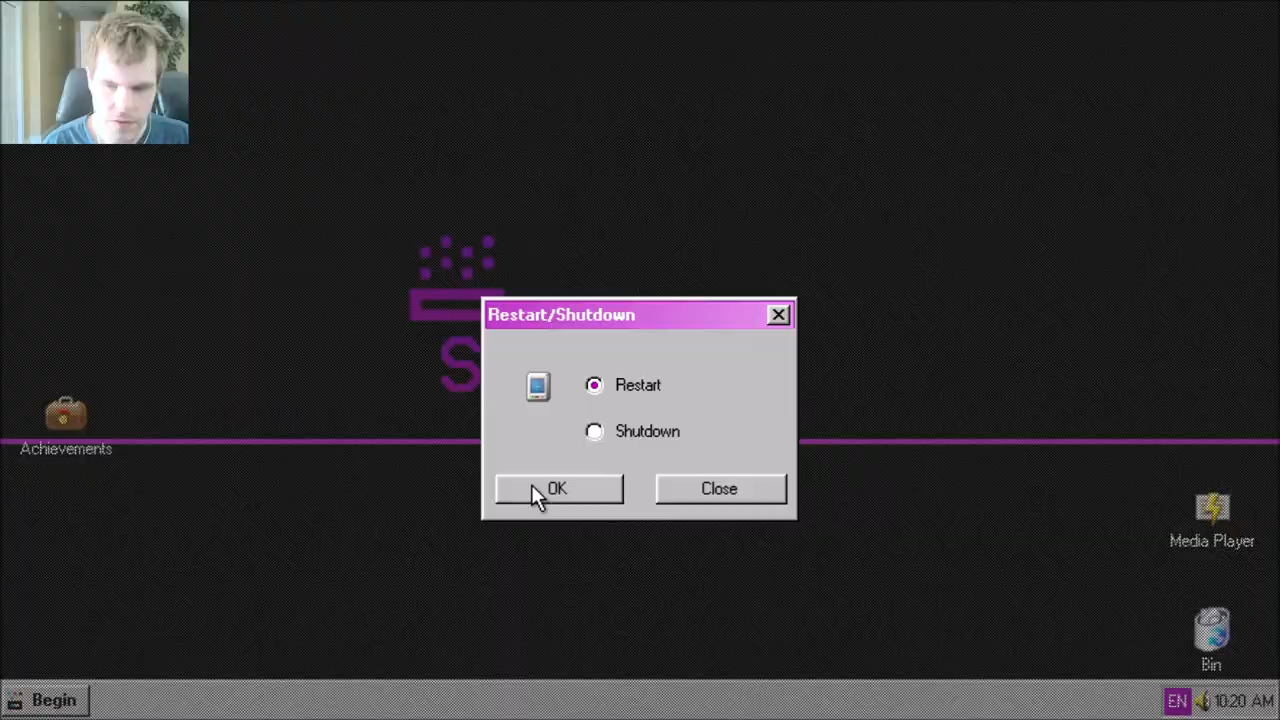 Restart/Shutdown
S
Restart
Shutdown
OK
Close
Achievements
Media Player
Bin
Begin
EN
10:20 AM